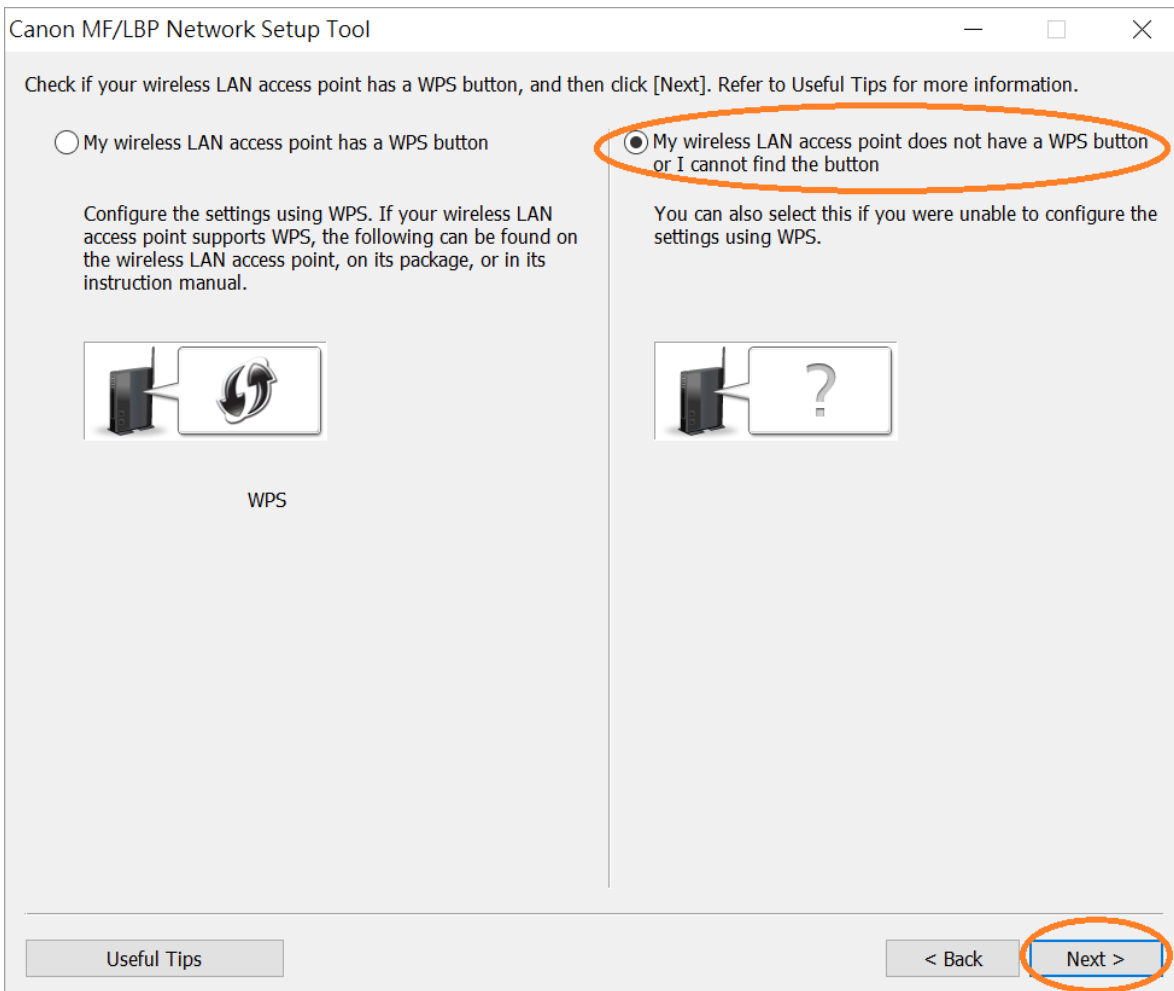 Canon MF/LBP Network Setup Tool
Check if your wireless LAN access point has a WPS button, and then click [Next]. Refer to Useful Tips for more information.
My wireless LAN access point has a WPS button
Configure the settings using WPS. If your wireless LAN
access point supports WPS, the following can be found on
the wireless LAN access point, on its package, or in its
instruction manual.
WPS
My wireless LAN access point does not have a WPS button
or I cannot find the button
You can also select this if you were unable to configure the
settings using WPS.
?
Useful Tips
< Back
Next >